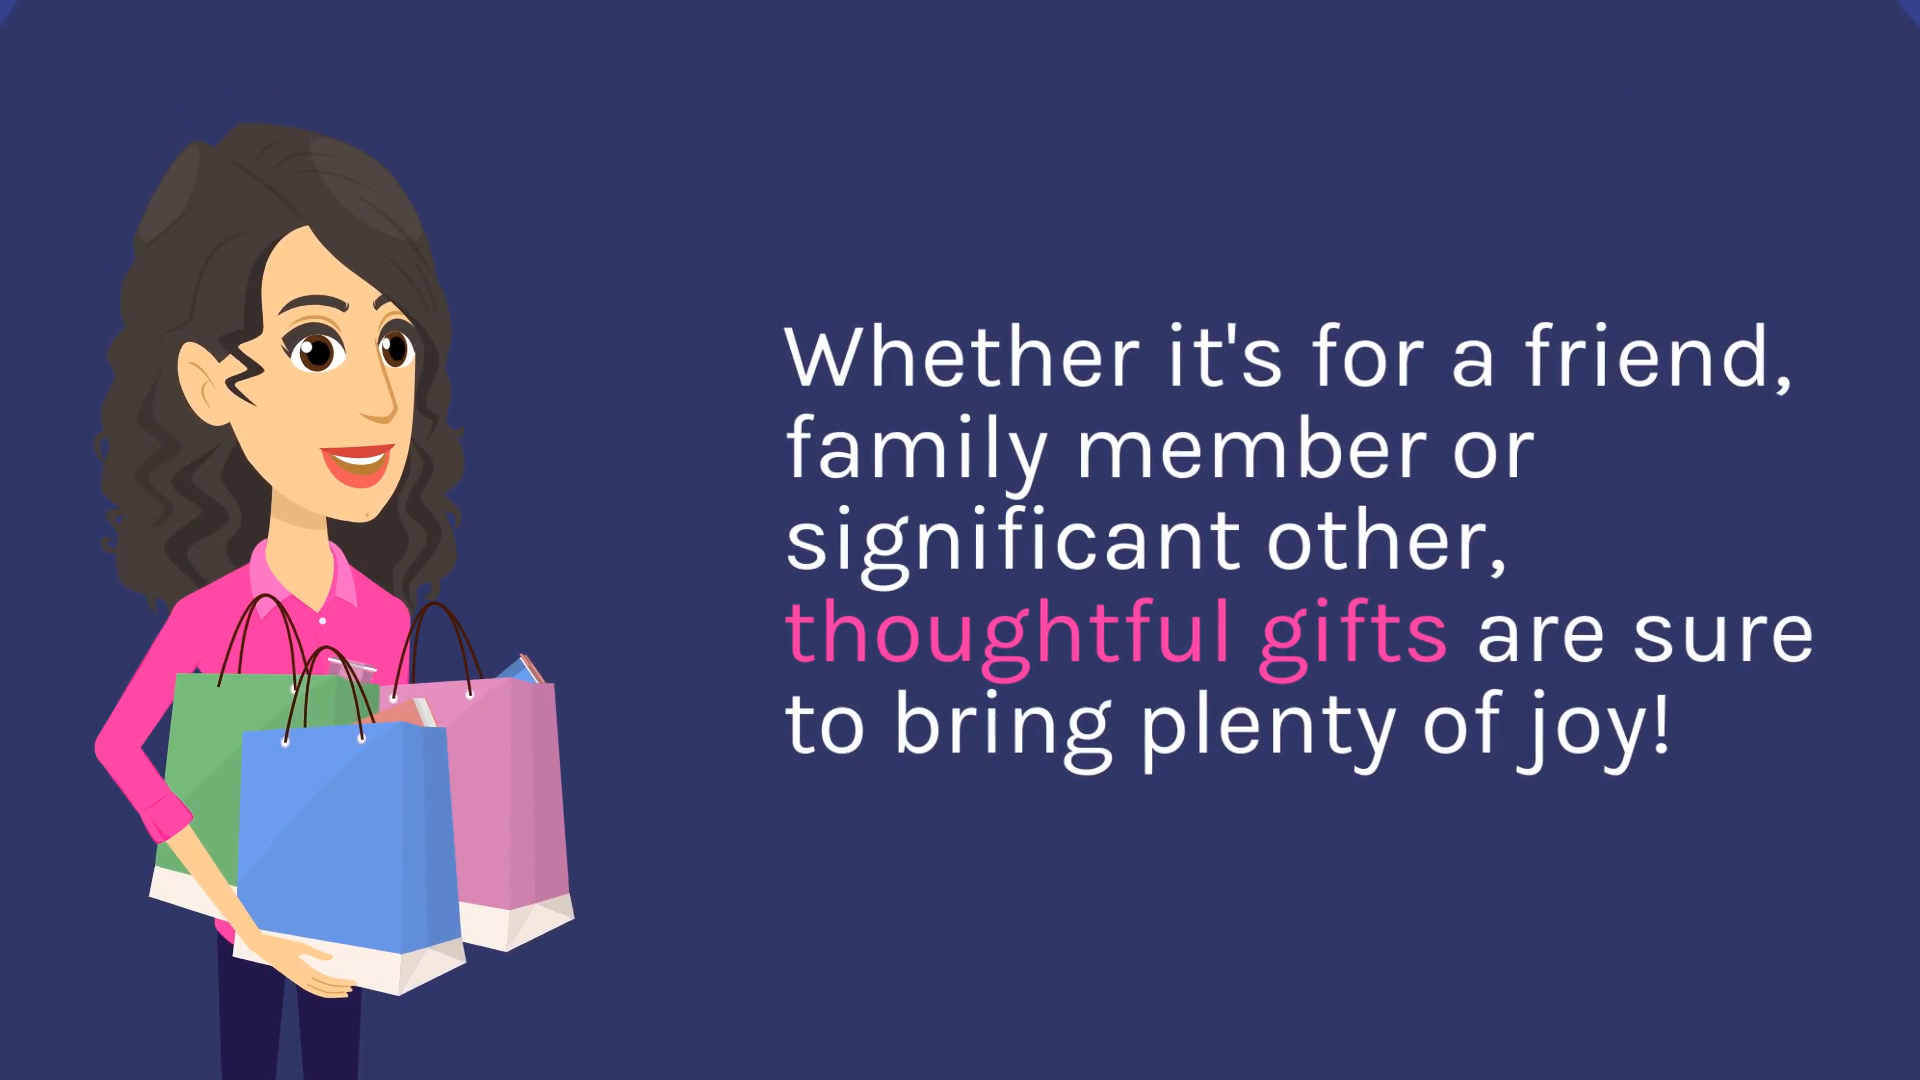 Whether it's for a friend,
family member or
significant other,
thoughtful gifts are sure
to bring plenty of joy!